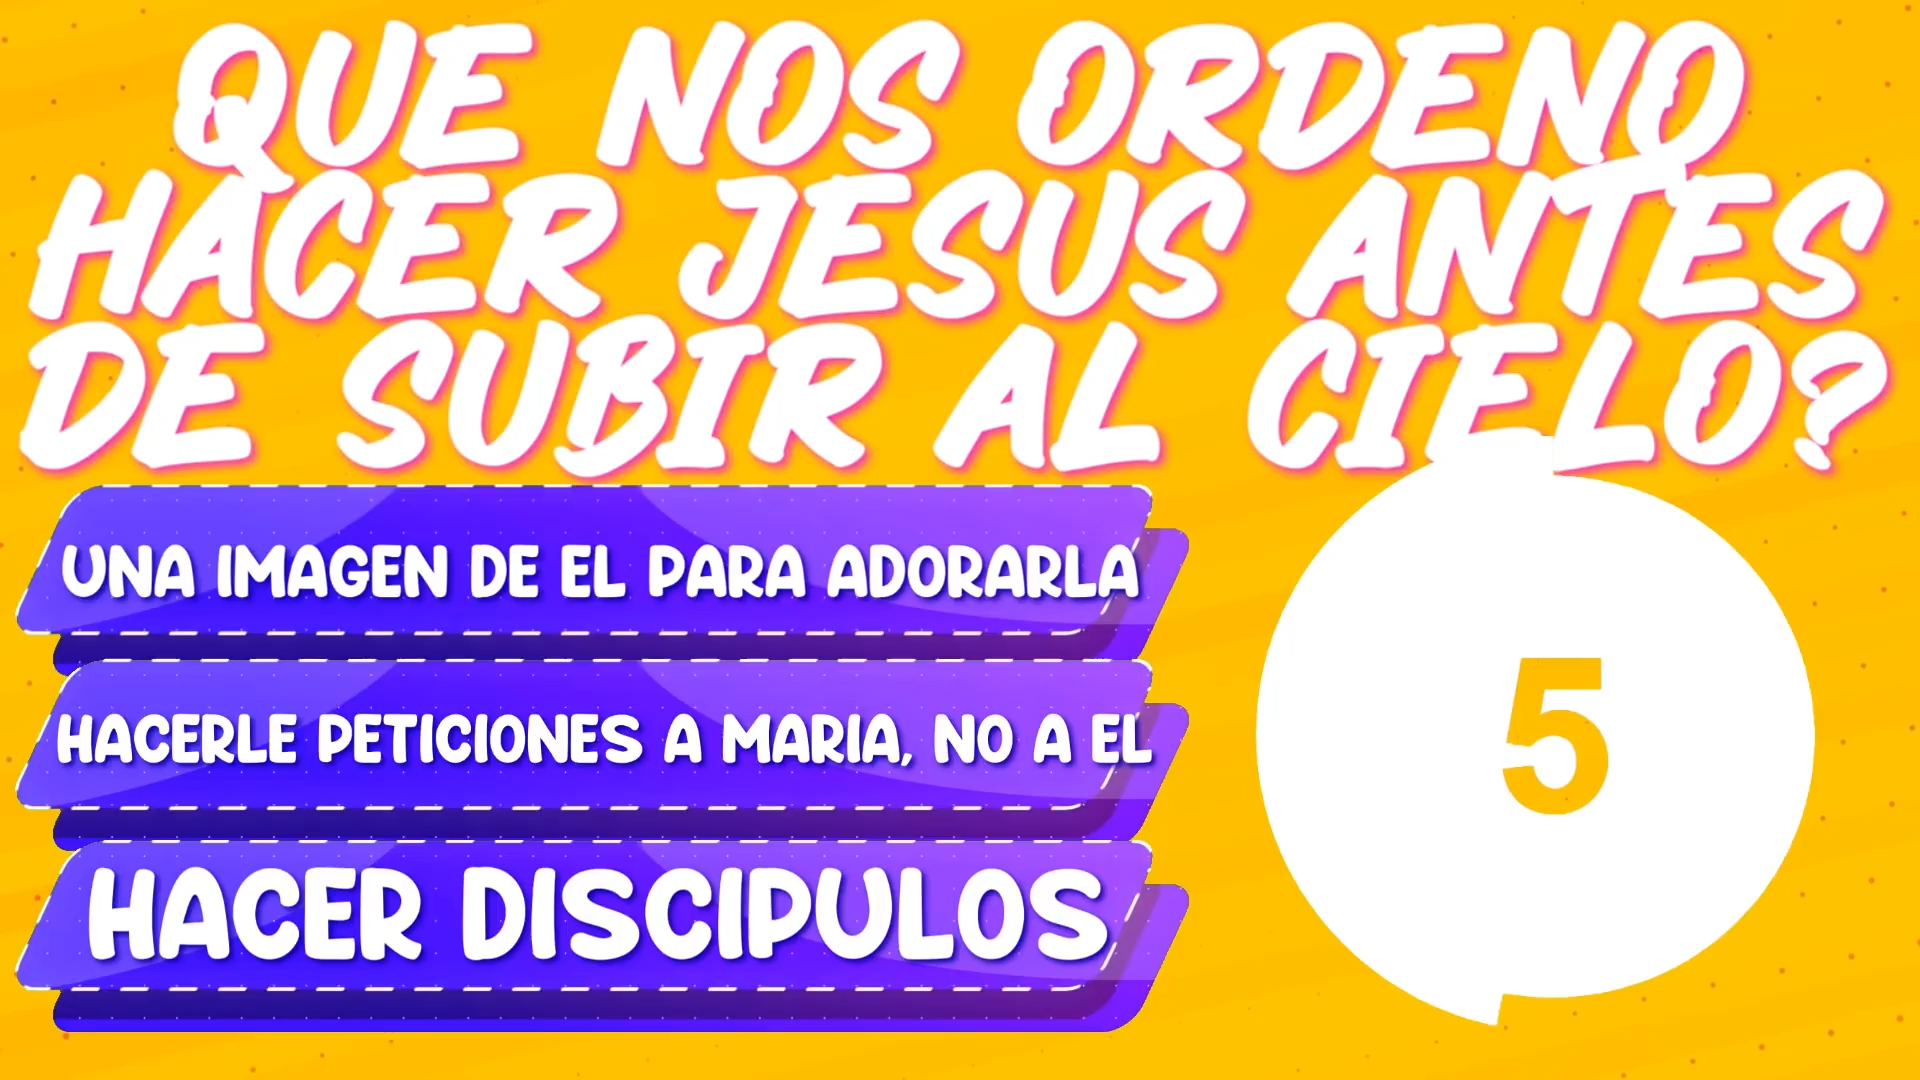 QUE NOS ORDENO
HACER JESUS ANTES
DE SUBIR AL CIELO?
UNA IMAGEN DE EL PARA ADORARLA
HACERLE PETICIONES A MARIA, NO A EL
HACER DISCIPULOS
5